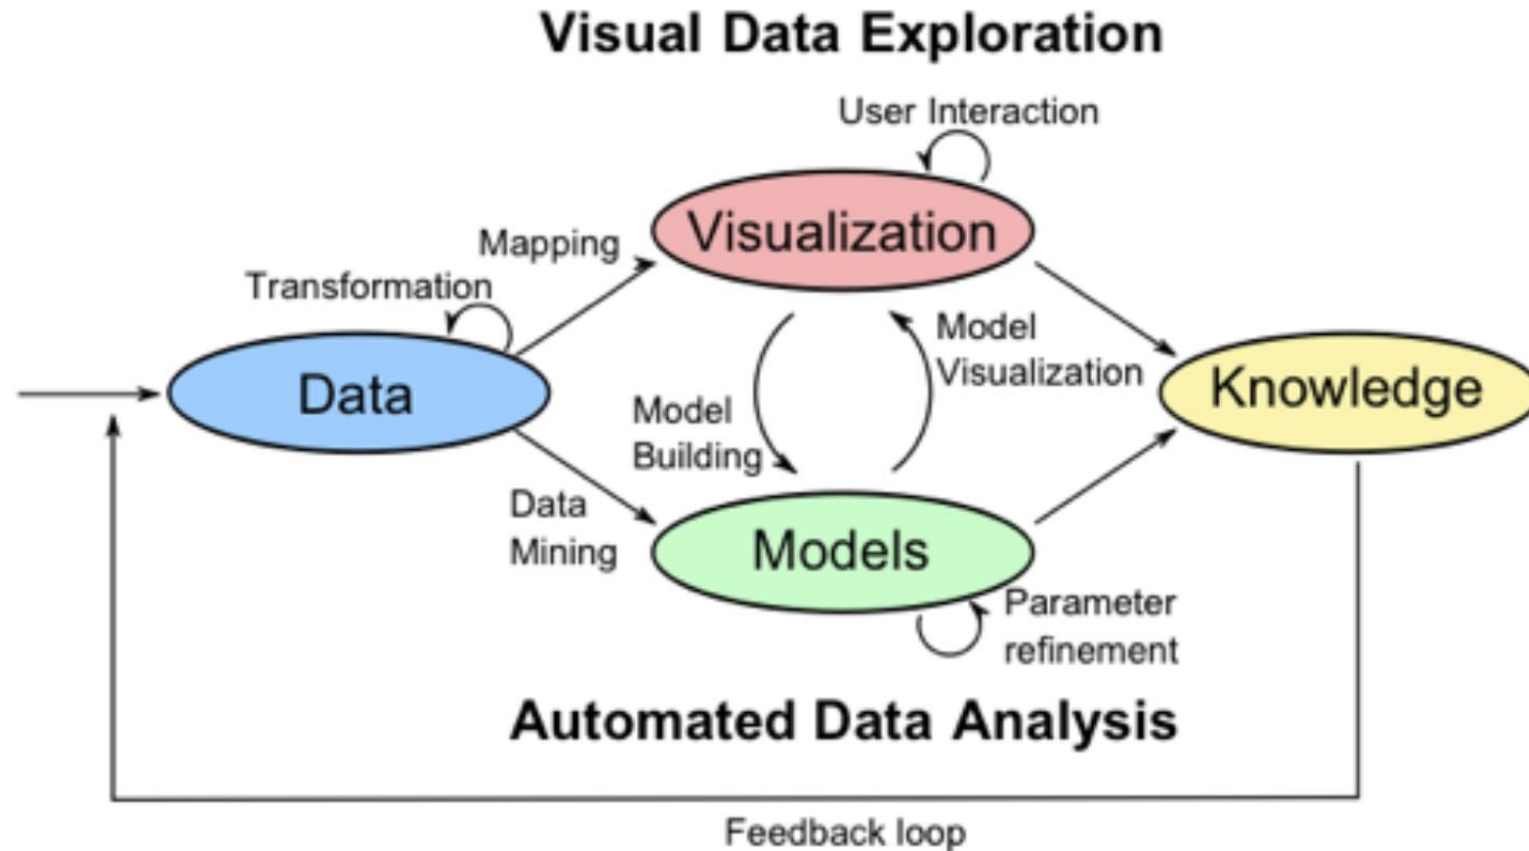 Visual Data Exploration
User Interaction
Visualization
Mapping
Transformation
Data
Model
Visualization
Knowledge
Model
Building
Data
Mining
Models
Parameter
refinement
Automated Data Analysis
Feedback loop